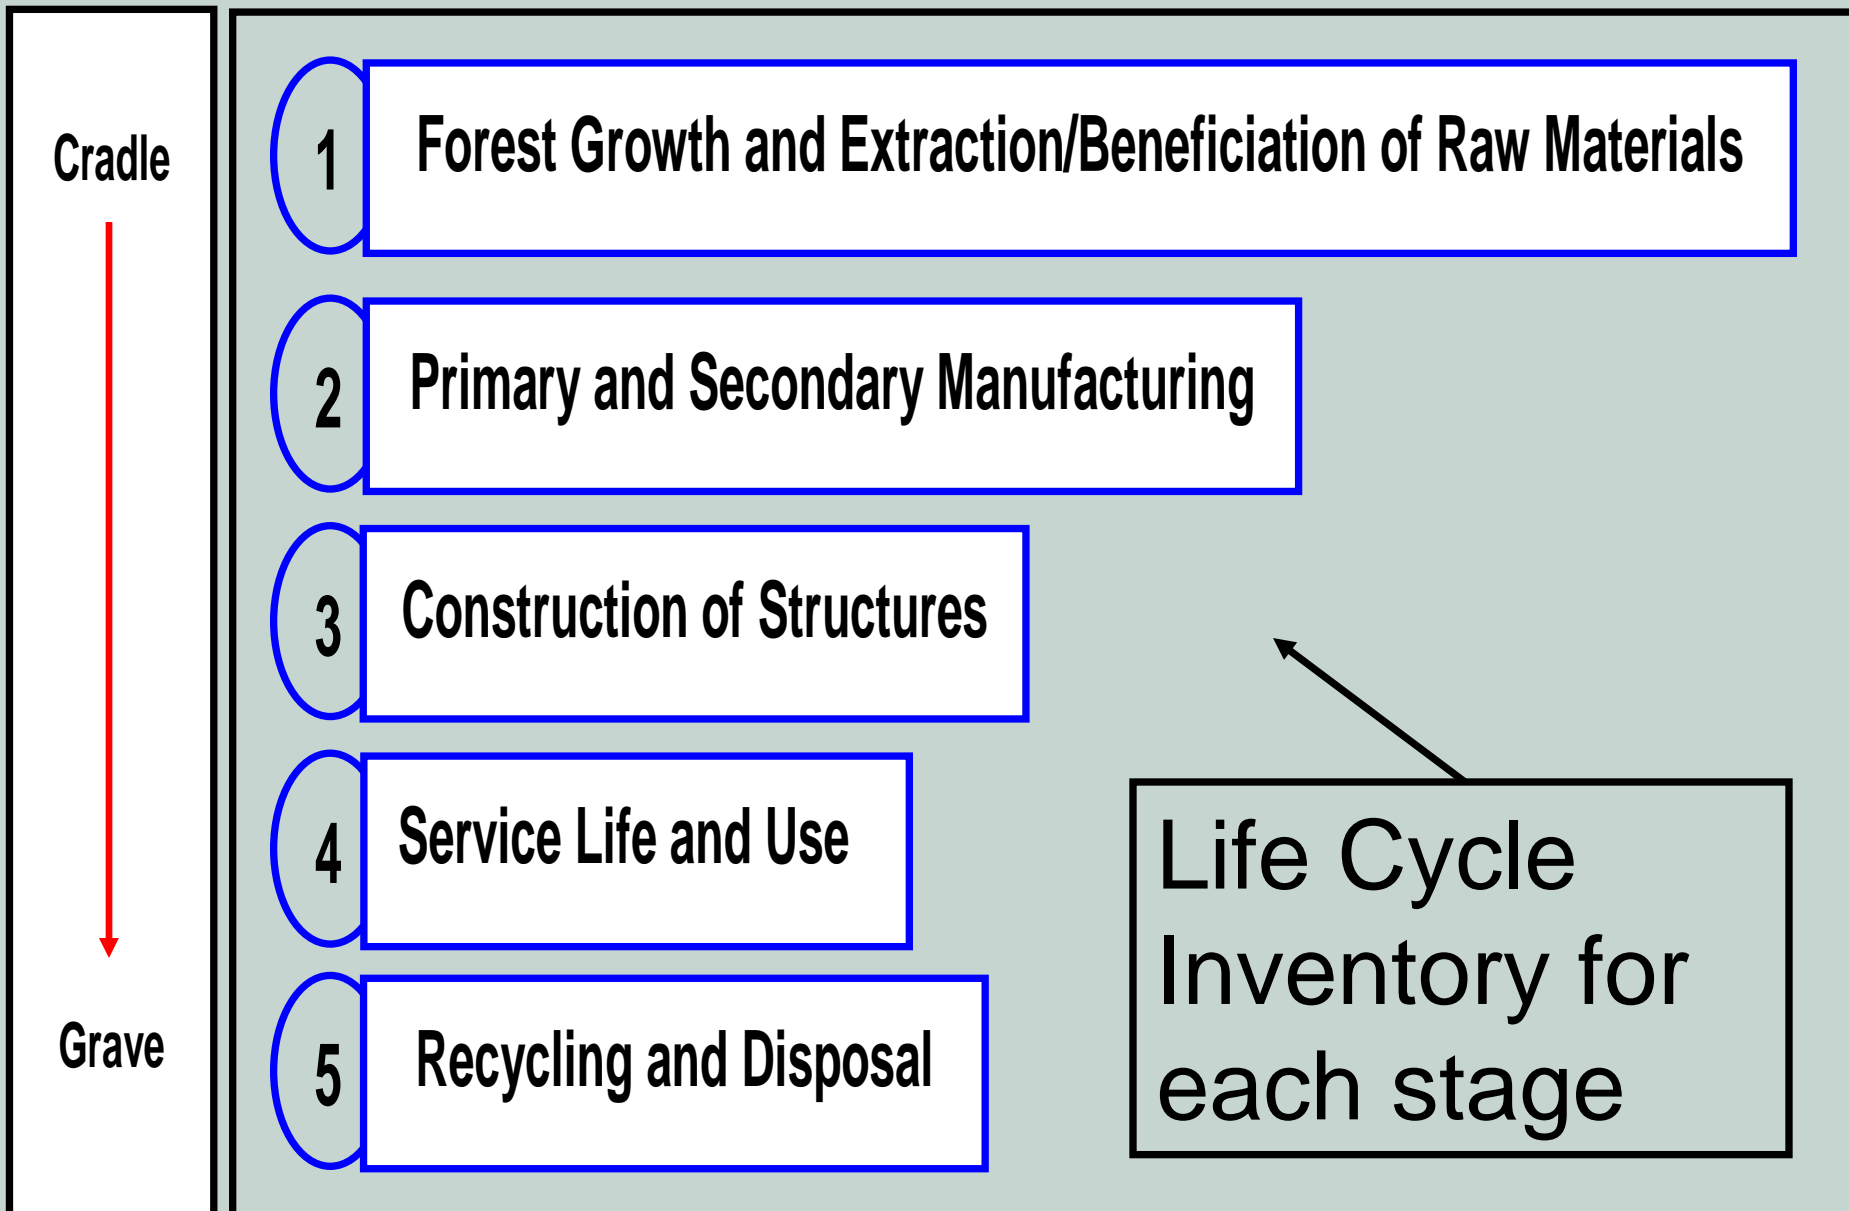 Cradle
Grave
1
Forest Growth and Extraction/Beneficiation of Raw Materials
2
Primary and Secondary Manufacturing
3
Construction of Structures
4
Service Life and Use
5
Recycling and Disposal
Life Cycle
Inventory for
each stage